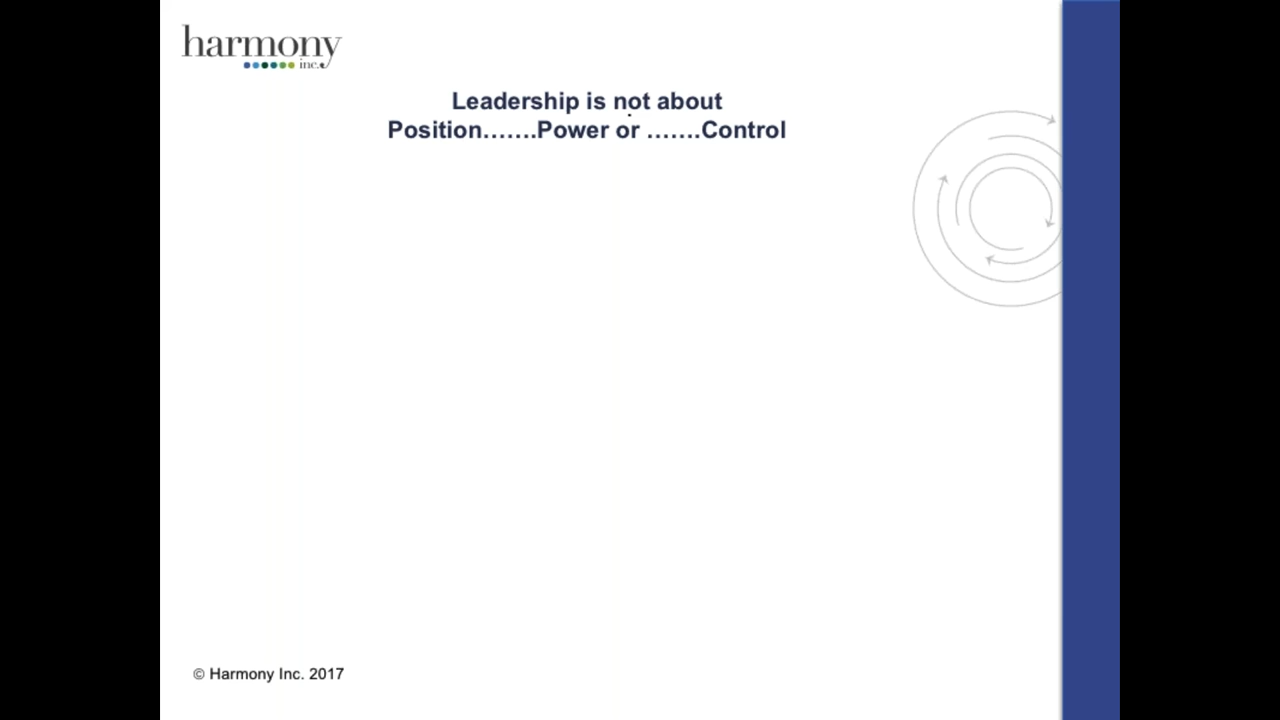 harmony
inc.
Leadership is not about
Position.......Power or .......Control
© Harmony Inc. 2017